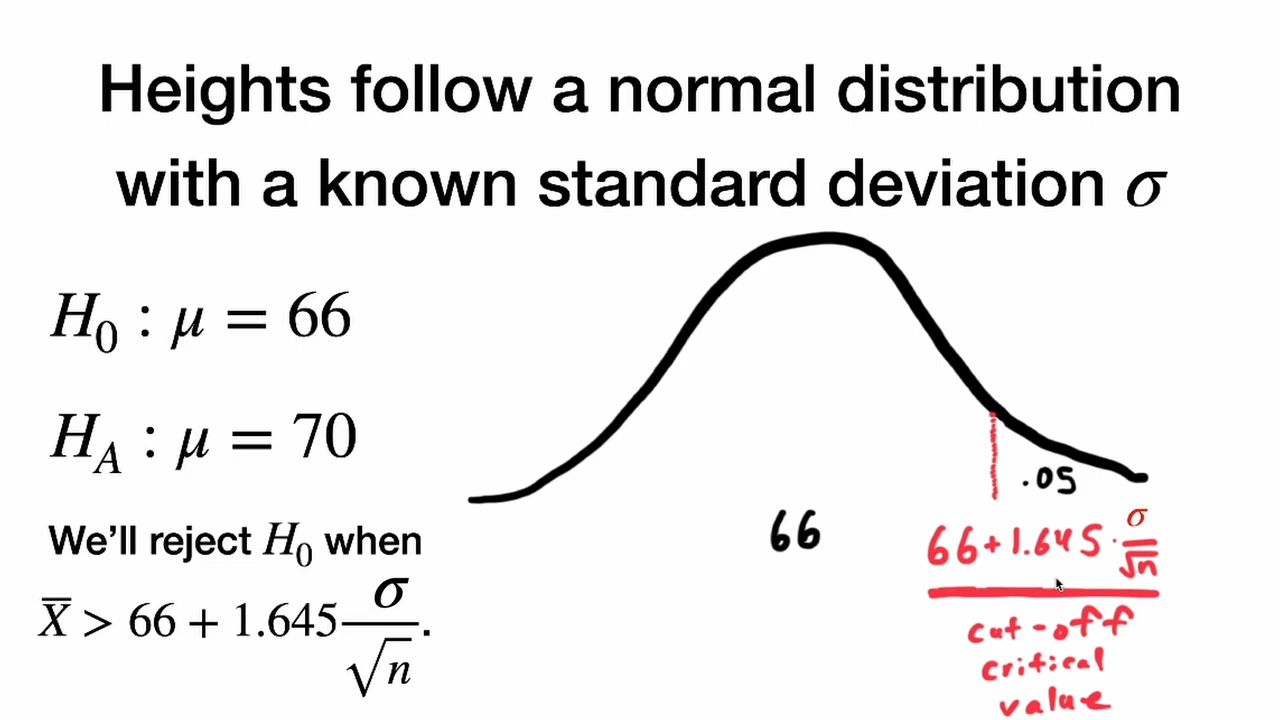 Heights follow a normal distribution
with a known standard deviation σ
H₀ : μ = 66
H_A : μ = 70
We'll reject H₀ when
X̅ > 66 + 1.645 σ/√n.
.05
66
66 + 1.645 · σ/√n
cut-off
critical
value